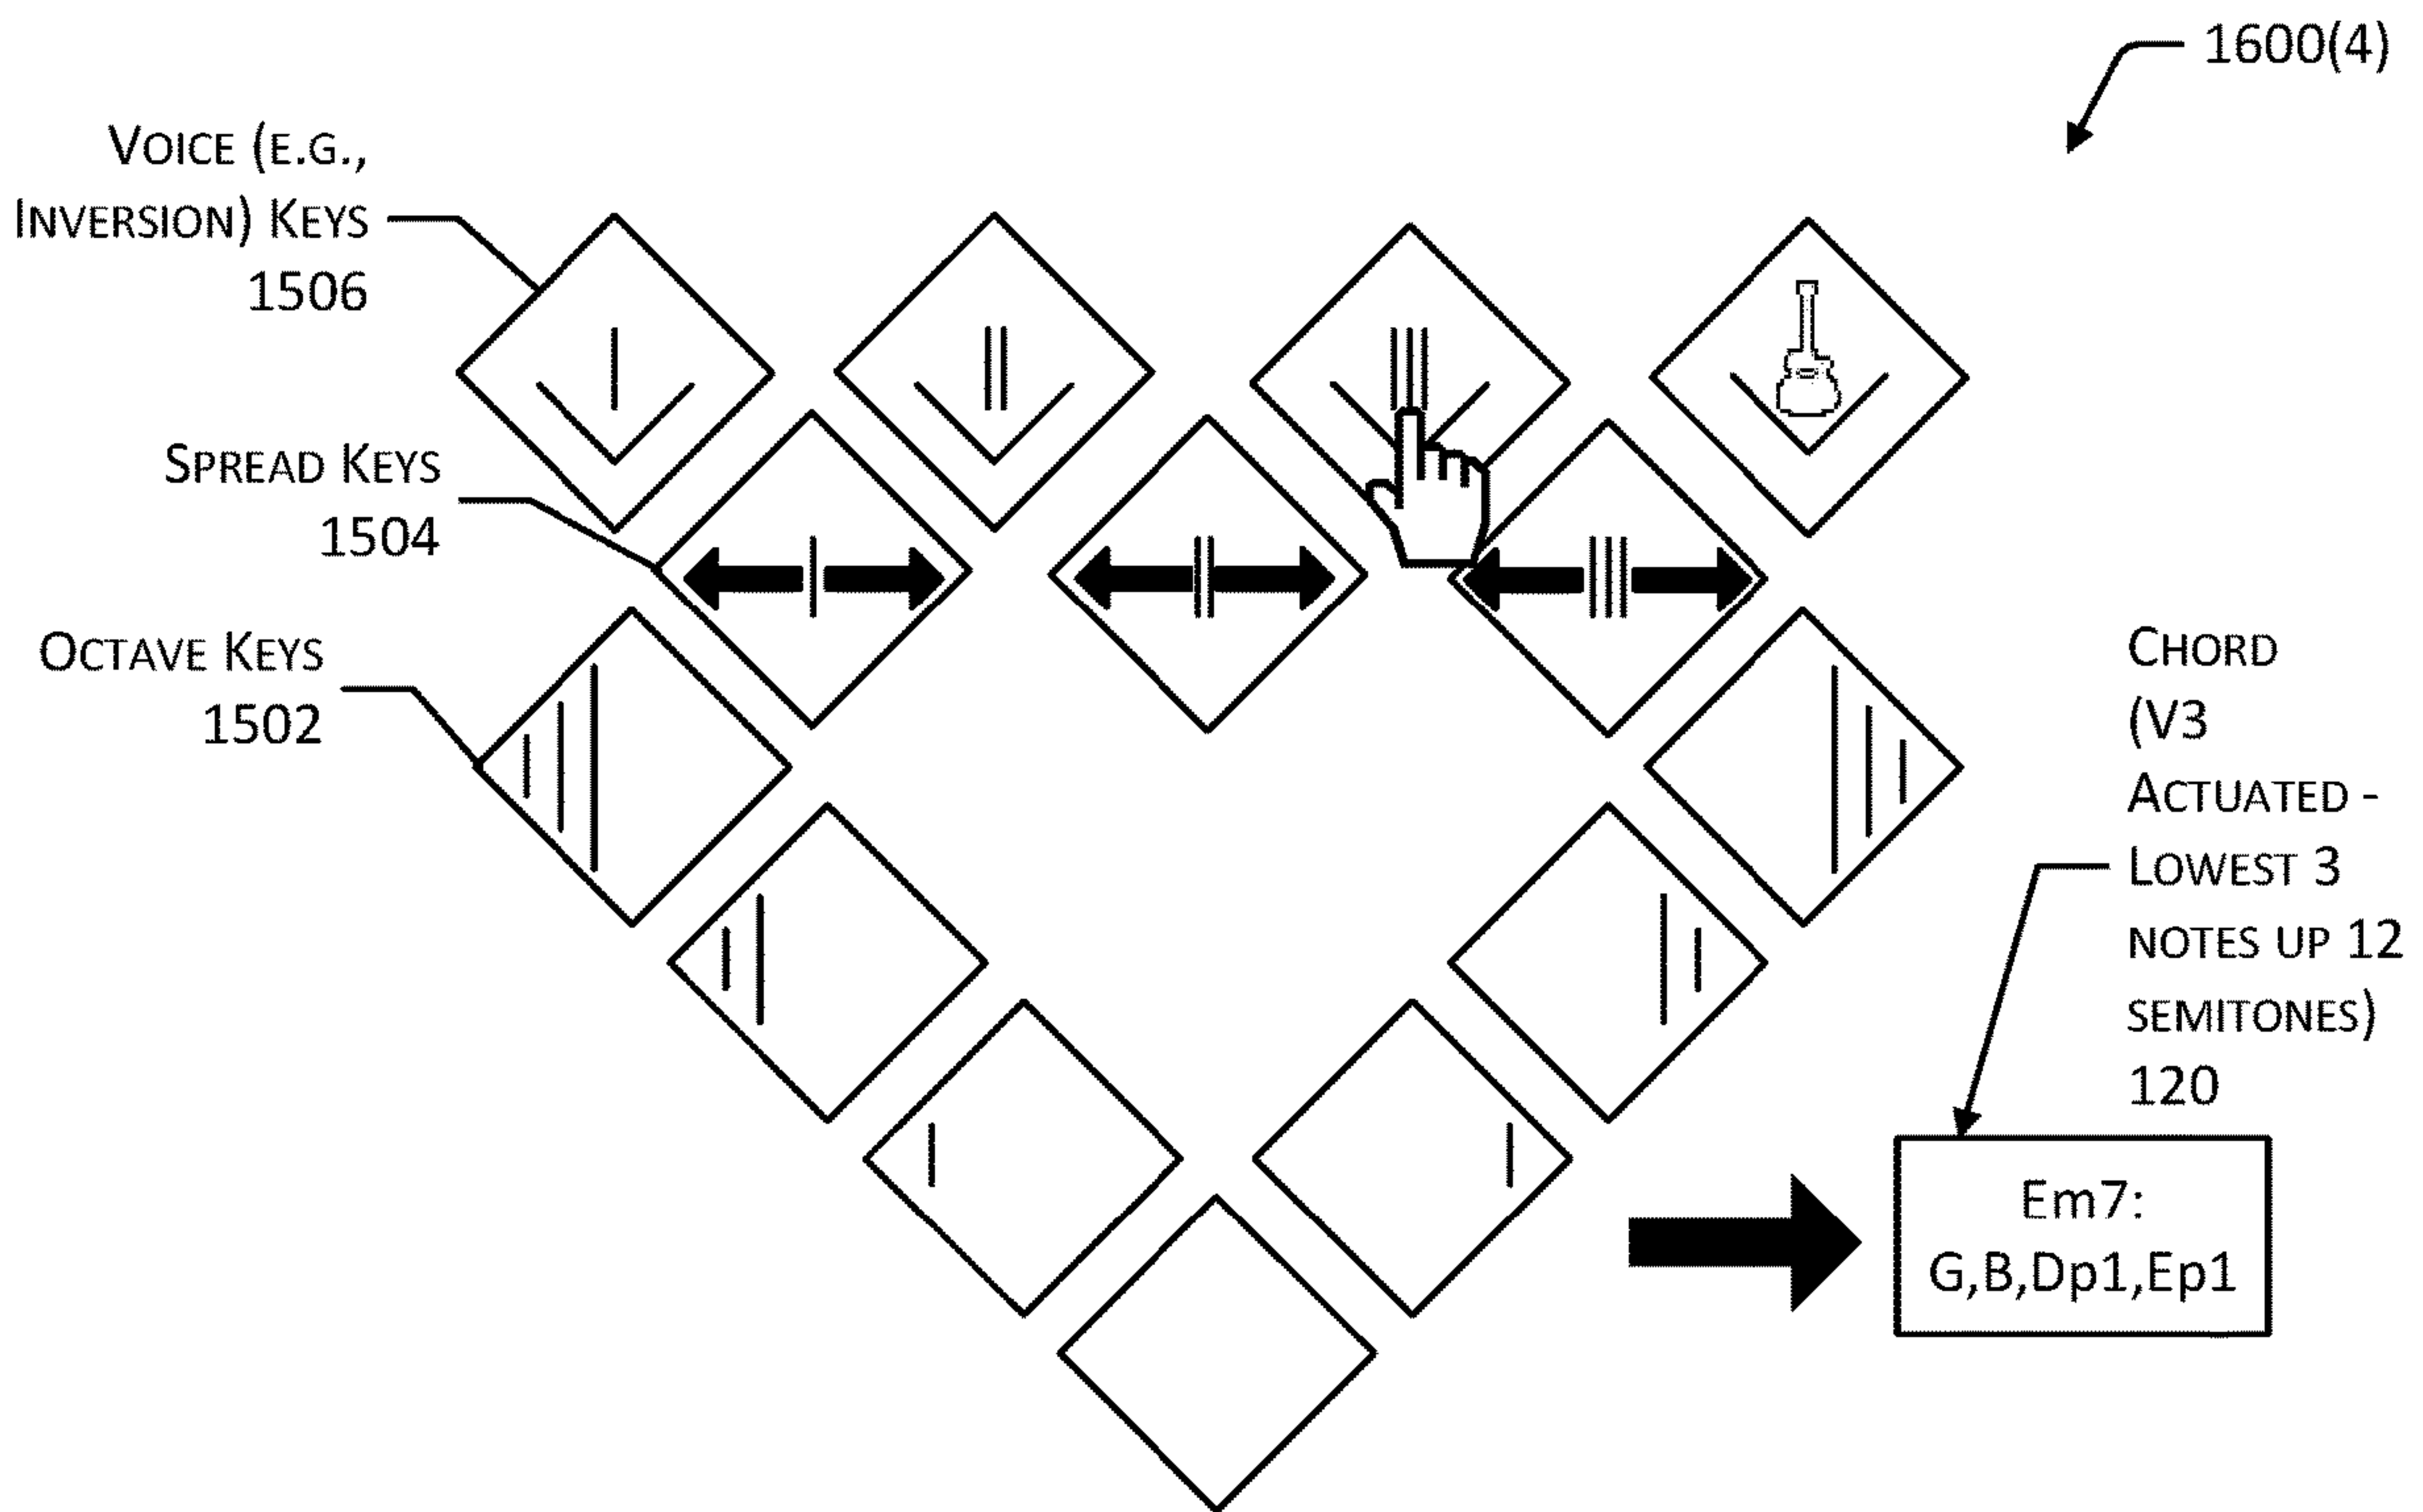 1600(4)
VOICE (E.G.,
INVERSION) KEYS
1506
SPREAD KEYS
1504
OCTAVE KEYS
1502
CHORD
(V3
ACTUATED -
LOWEST 3
NOTES UP 12
SEMITONES)
120
Em7:
G,B,Dp1,Ep1